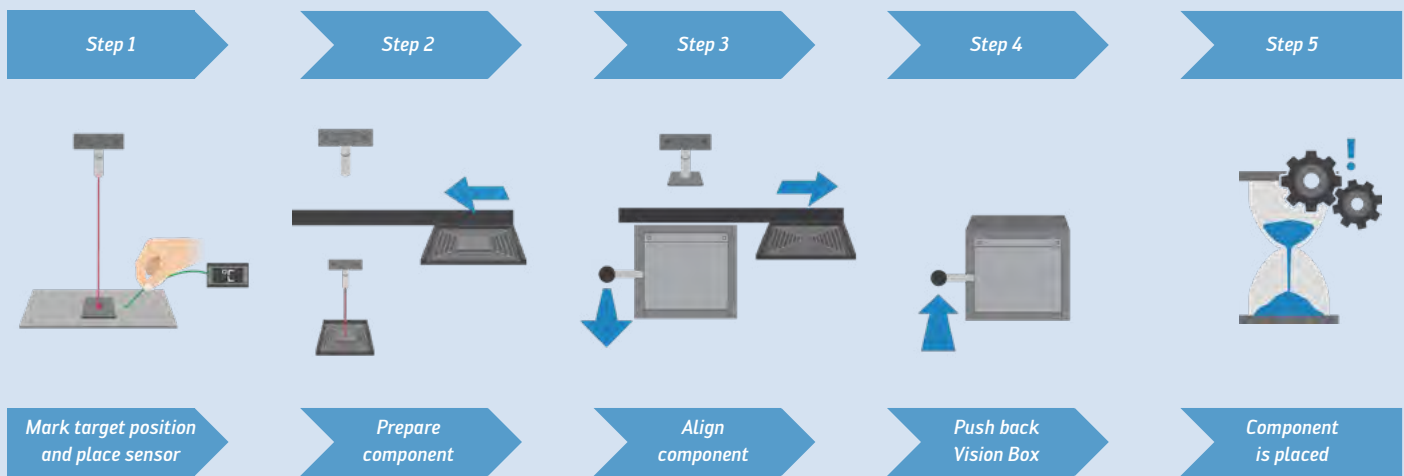 Step 1
Step 2
Step 3
Step 4
Step 5
°C
!
Mark target position
and place sensor
Prepare
component
Align
component
Push back
Vision Box
Component
is placed